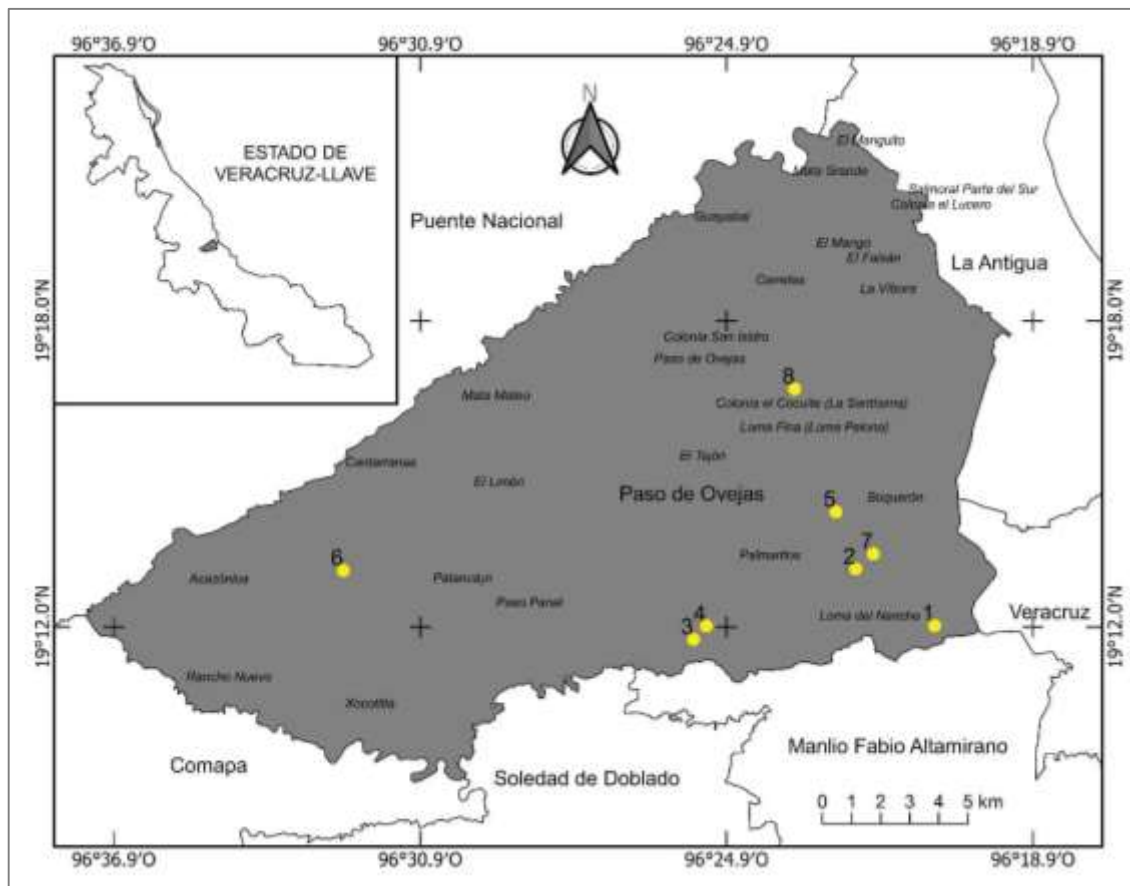 96°36.9'O 96°30.9'O 96°24.9'O 96°18.9'O
ESTADO DE
VERACRUZ-LLAVE
N
El Manguito
Mata Grande
Salmoral Parte del Sur
Colonia el Lucero
Puente Nacional
Guayabal
El Mango
El Faisán
La Antigua
Carretas
La Víbora
19°18.0'N
19°18.0'N
Colonia San Isidro
Paso de Ovejas
8
Mata Mateo
Colonia el Cocuite (La Santísima)
Loma Fina (Loma Pelona)
El Tejón
Cantarranas
El Limón
Paso de Ovejas
5
Boquerón
7
6
Palmaritos
2
Acazónica
Patancán
Paso Panal
Loma del Nanche
1
Veracruz
4
3
19°12.0'N
19°12.0'N
Rancho Nuevo
Xocotitla
Comapa
Soledad de Doblado
Manlio Fabio Altamirano
0 1 2 3 4 5 km
96°36.9'O 96°30.9'O 96°24.9'O 96°18.9'O